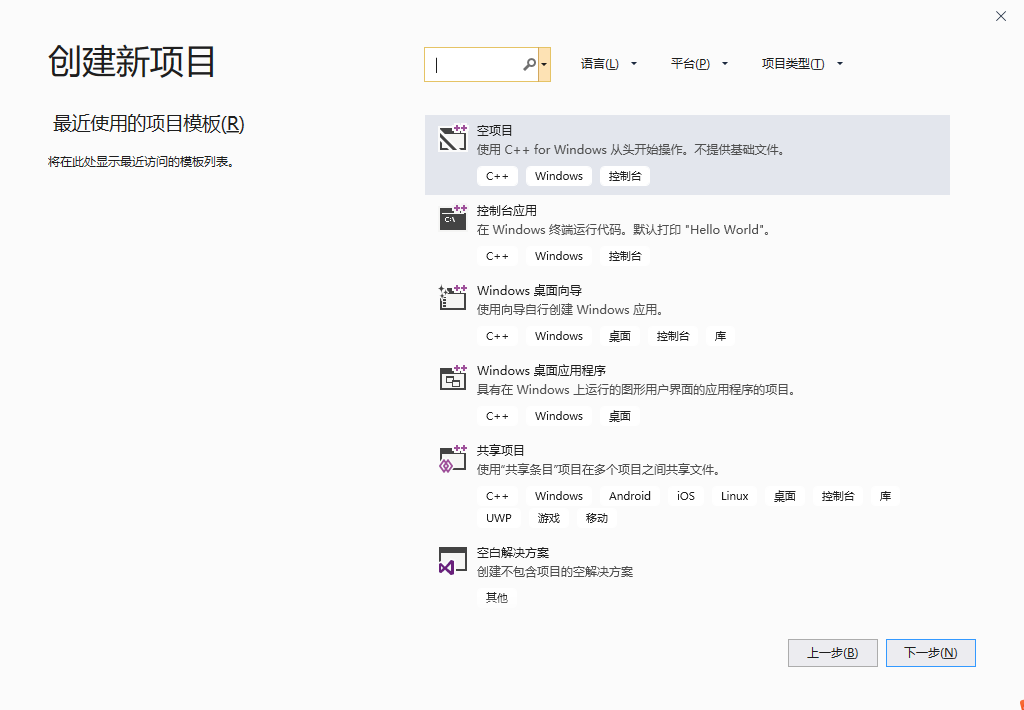 创建新项目
语言(L) 平台(P) 项目类型(T)
最近使用的项目模板(R)
将在此处显示最近访问的模板列表。
空项目
使用 C++ for Windows 从头开始操作。不提供基础文件。
C++ Windows 控制台
控制台应用
在 Windows 终端运行代码。默认打印 "Hello World"。
C++ Windows 控制台
Windows 桌面向导
使用向导自行创建 Windows 应用。
C++ Windows 桌面 控制台 库
Windows 桌面应用程序
具有在 Windows 上运行的图形用户界面的应用程序的项目。
C++ Windows 桌面
共享项目
使用“共享条目”项目在多个项目之间共享文件。
C++ Windows Android iOS Linux 桌面 控制台 库
UWP 游戏 移动
空白解决方案
创建不包含项目的空解决方案
其他
上一步(B) 下一步(N)